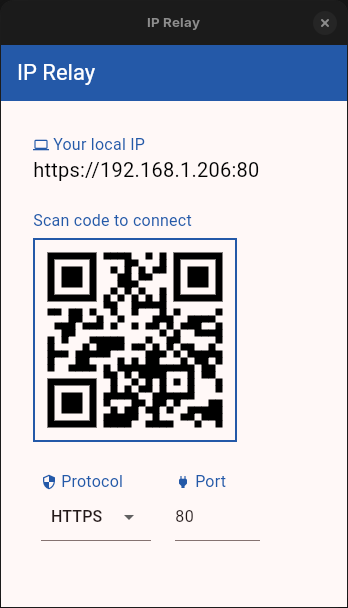 IP Relay
IP Relay
Your local IP
https://192.168.1.206:80
Scan code to connect
Protocol
Port
HTTPS
80